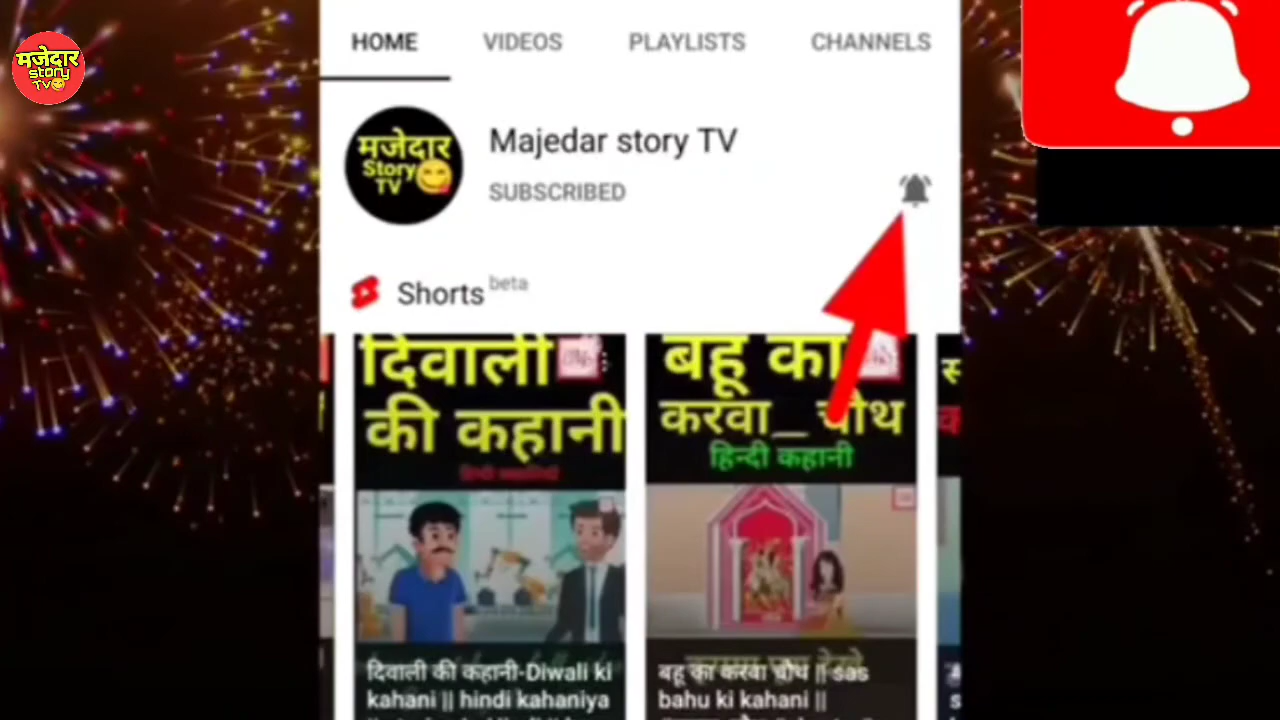 मजेदार
story
TV
HOME VIDEOS PLAYLISTS CHANNELS
मजेदार
Story
TV
Majedar story TV
SUBSCRIBED
Shorts beta
दिवाली
की कहानी
बहू का
करवा_ चौथ
हिन्दी कहानी
दिवाली की कहानी-Diwali ki
kahani || hindi kahaniya
बहू का करवा चौथ || sas
bahu ki kahani ||